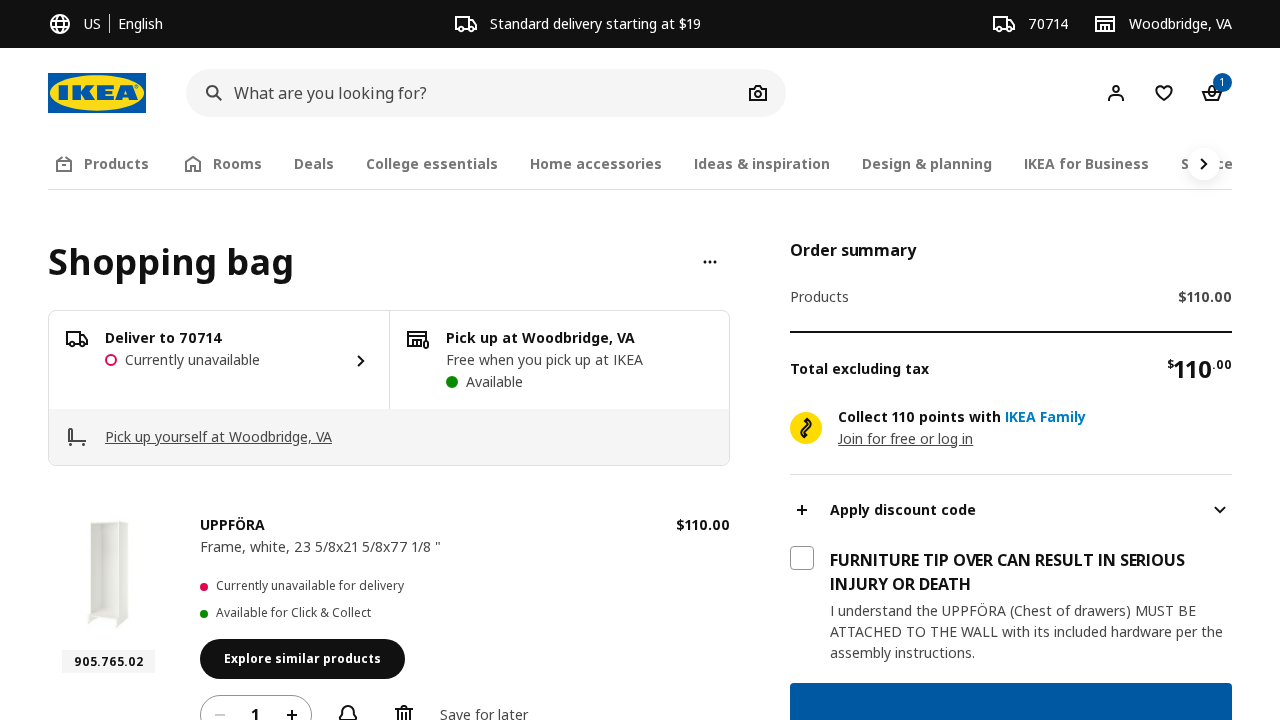 US | English
Standard delivery starting at $19
70714
Woodbridge, VA
IKEA
What are you looking for?
1
Products
Rooms
Deals
College essentials
Home accessories
Ideas & inspiration
Design & planning
IKEA for Business
Shopping bag
Deliver to 70714
Currently unavailable
Pick up at Woodbridge, VA
Free when you pick up at IKEA
Available
Pick up yourself at Woodbridge, VA
UPPFÖRA
$110.00
Frame, white, 23 5/8x21 5/8x77 1/8 "
Currently unavailable for delivery
Available for Click & Collect
905.765.02
Explore similar products
1
Save for later
Order summary
Products
$110.00
Total excluding tax
$110.00
Collect 110 points with IKEA Family
Join for free or log in
Apply discount code
FURNITURE TIP OVER CAN RESULT IN SERIOUS
INJURY OR DEATH
I understand the UPPFÖRA (Chest of drawers) MUST BE
ATTACHED TO THE WALL with its included hardware per the
assembly instructions.